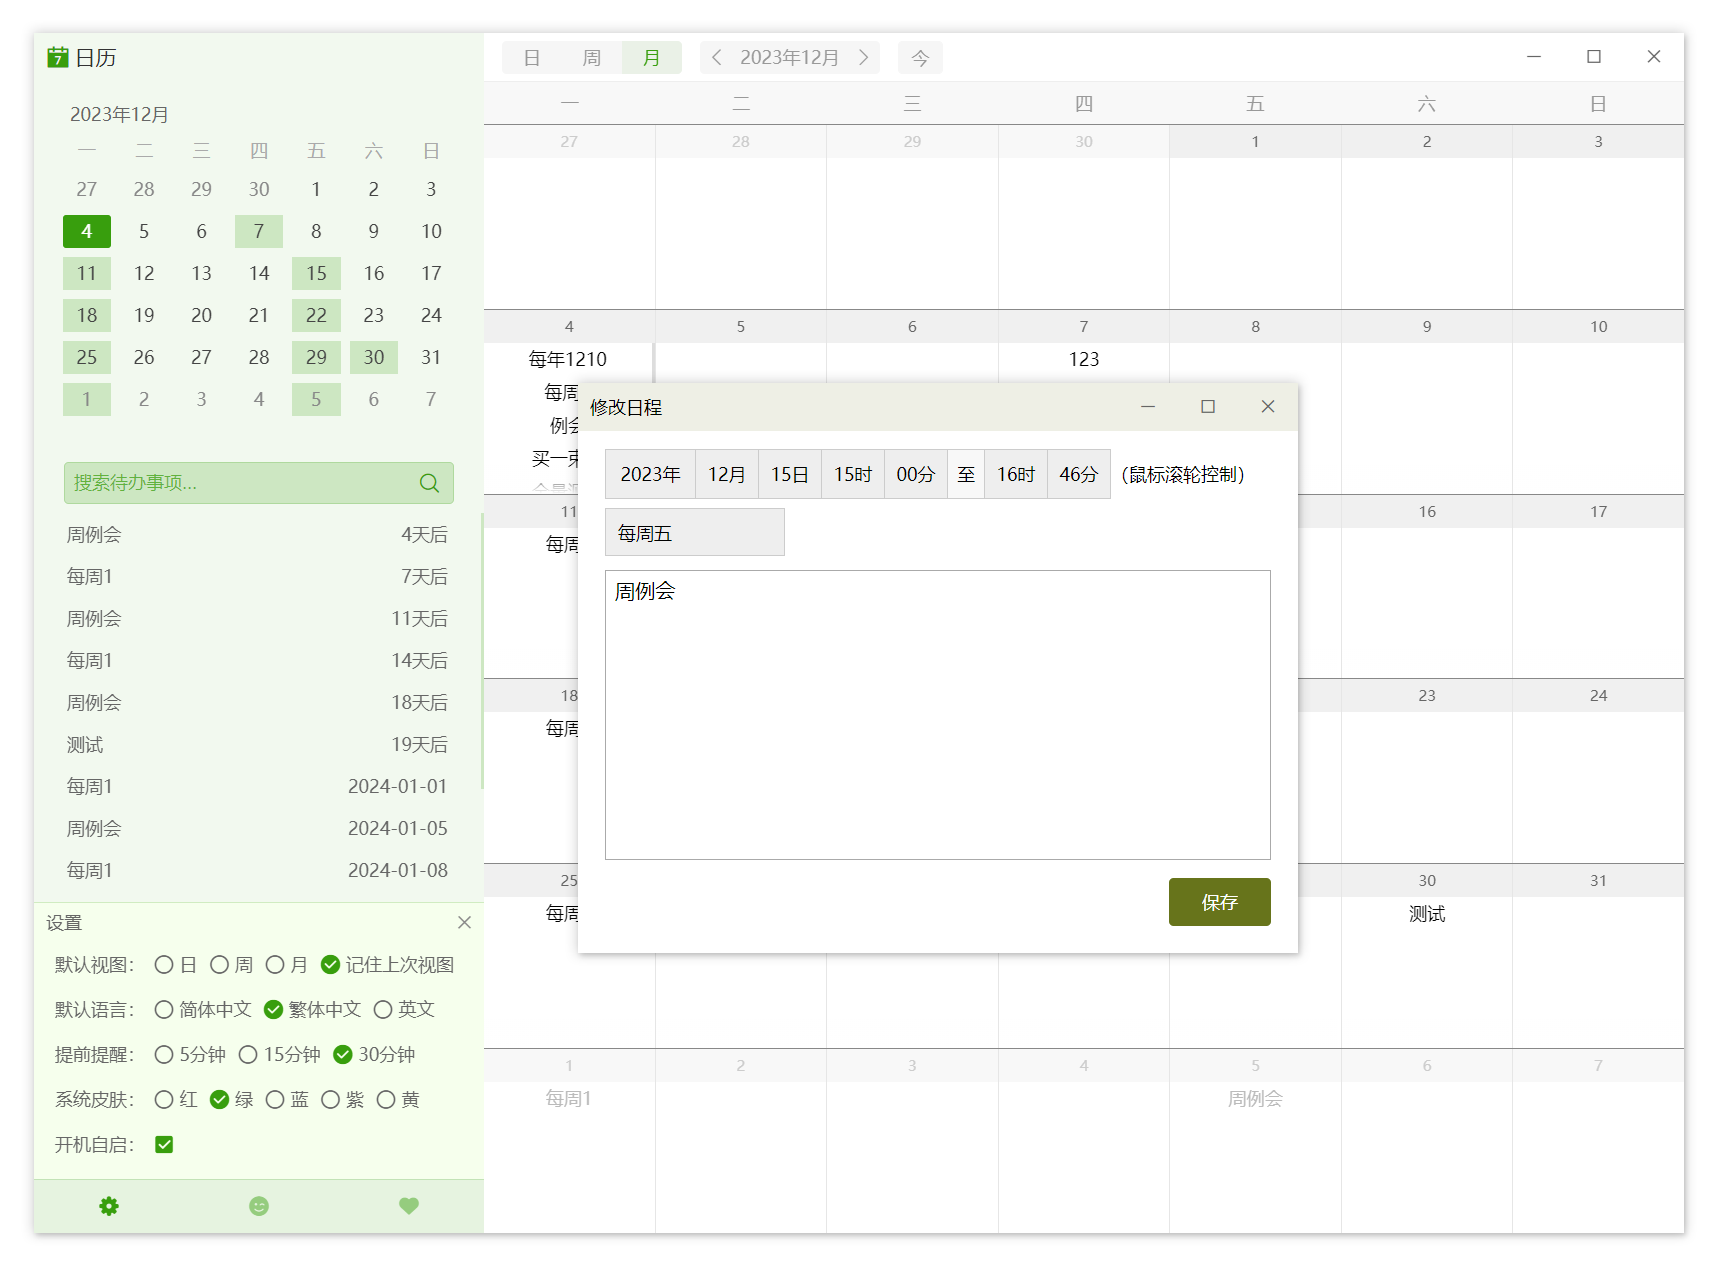 日历
2023年12月
一 二 三 四 五 六 日
27 28 29 30 1 2 3
4 5 6 7 8 9 10
11 12 13 14 15 16 17
18 19 20 21 22 23 24
25 26 27 28 29 30 31
1 2 3 4 5 6 7
搜索待办事项...
周例会 4天后
每周1 7天后
周例会 11天后
每周1 14天后
周例会 18天后
测试 19天后
每周1 2024-01-01
周例会 2024-01-05
每周1 2024-01-08
设置
默认视图： 日 周 月 记住上次视图
默认语言： 简体中文 繁体中文 英文
提前提醒： 5分钟 15分钟 30分钟
系统皮肤： 红 绿 蓝 紫 黄
开机自启：
日 周 月 2023年12月 今
一 二 三 四 五 六 日
27 28 29 30 1 2 3
4 5 6 7 8 9 10
每年1210 123
每周
例会
买一束
11 16 17
每周
18 23 24
每周
25 30 31
每周 测试
1 2 3 4 5 6 7
每周1 周例会
修改日程
2023年 12月 15日 15时 00分 至 16时 46分 （鼠标滚轮控制）
每周五
周例会
保存